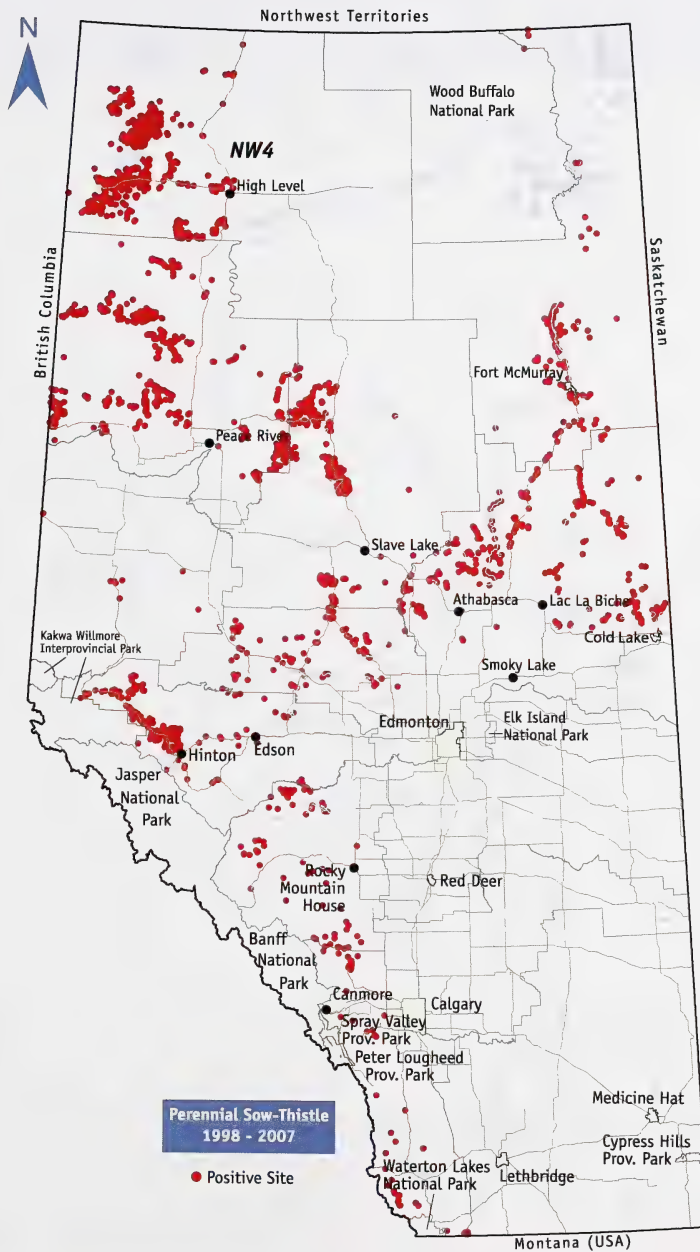 Northwest Territories
N
Wood Buffalo
National Park
NW4
High Level
British Columbia
Saskatchewan
Fort McMurray
Peace River
Slave Lake
Athabasca
Lac La Biche
Cold Lake
Kakwa Willmore
Interprovincial Park
Smoky Lake
Edmonton
Elk Island
National Park
Hinton
Edson
Jasper
National
Park
Rocky
Mountain
House
Red Deer
Banff
National
Park
Canmore
Calgary
Spray Valley
Prov. Park
Peter Lougheed
Prov. Park
Perennial Sow-Thistle
1998 - 2007
Positive Site
Medicine Hat
Cypress Hills
Prov. Park
Waterton Lakes
National Park
Lethbridge
Montana (USA)